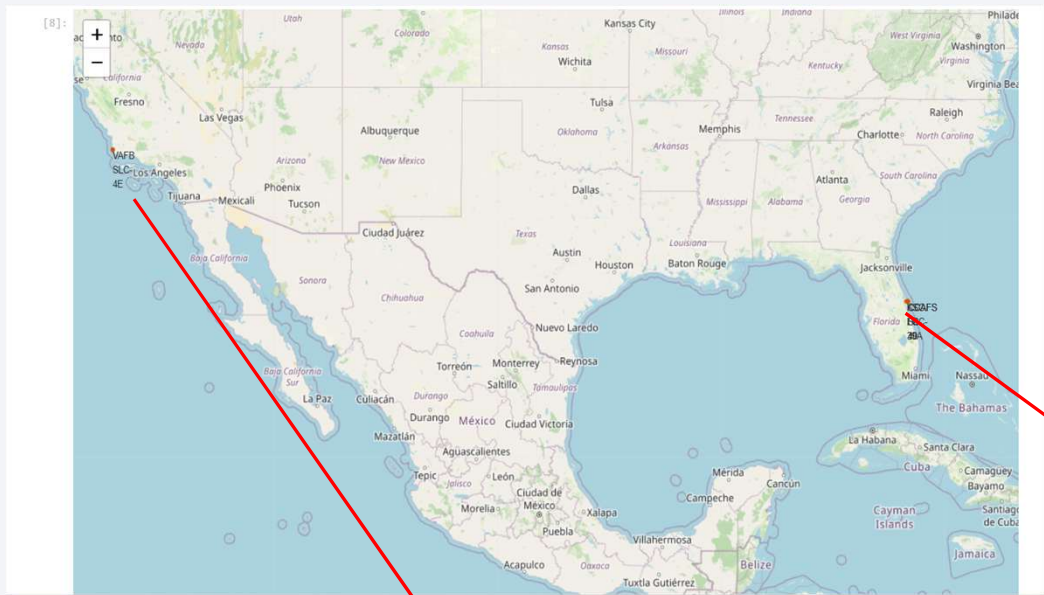 [8]:
Utah
Colorado
Kansas City
Illinois
Indiana
Philade
+
−
Nevada
Kansas
Missouri
West Virginia
Washington
Wichita
Kentucky
Virginia
California
Virginia Bea
Fresno
Las Vegas
Tulsa
Raleigh
Albuquerque
Oklahoma
Memphis
Tennessee
Charlotte
North Carolina
Arkansas
VAFB
SLC-
4E
Los Angeles
Arizona
New Mexico
South Carolina
Atlanta
Phoenix
Dallas
Tijuana
Mexicali
Tucson
Mississippi
Alabama
Georgia
Ciudad Juárez
Texas
Louisiana
Austin
Baja California
Houston
Baton Rouge
Jacksonville
Sonora
San Antonio
Chihuahua
Florida
Nuevo Laredo
Coahuila
Torreón
Monterrey
Reynosa
Baja California
Sur
Saltillo
Tamaulipas
Miami
Nassau
La Paz
Culiacán
Durango
Durango
México
Ciudad Victoria
The Bahamas
Mazatlán
La Habana
Santa Clara
Aguascalientes
Cuba
Tepic
Jalisco
León
Mérida
Cancun
Camaguey
Bayamo
Ciudad de
México
Campeche
Morelia
Xalapa
Cayman
Islands
Santiago
de Cuba
Puebla
Villahermosa
Jamaica
Acapulco
Oaxaca
Belize
Tuxtla Gutiérrez